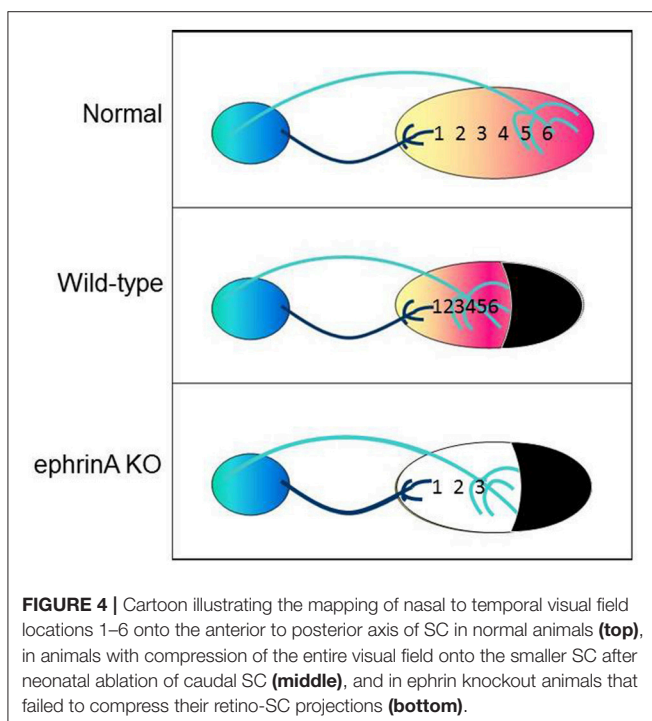 Normal
1 2 3 4 5 6
Wild-type
123456
ephrinA KO
1 2 3
FIGURE 4 | Cartoon illustrating the mapping of nasal to temporal visual field
locations 1–6 onto the anterior to posterior axis of SC in normal animals (top),
in animals with compression of the entire visual field onto the smaller SC after
neonatal ablation of caudal SC (middle), and in ephrin knockout animals that
failed to compress their retino-SC projections (bottom).